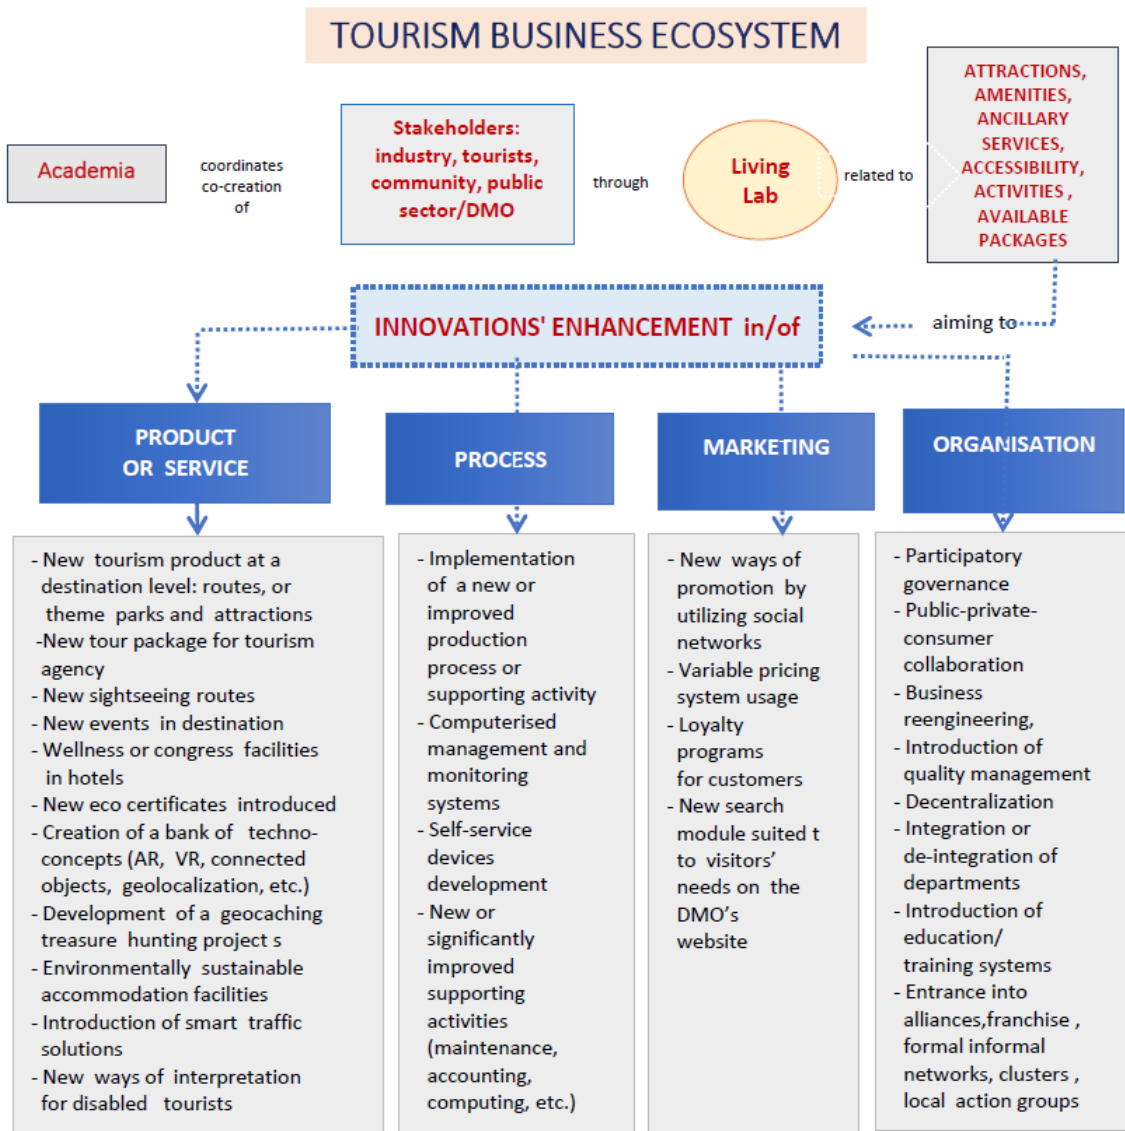 TOURISM BUSINESS ECOSYSTEM
Academia
coordinates
co-creation
of
Stakeholders:
industry, tourists,
community, public
sector/DMO
through
Living
Lab
related to
ATTRACTIONS,
AMENITIES,
ANCILLARY
SERVICES,
ACCESSIBILITY,
ACTIVITIES ,
AVAILABLE
PACKAGES
aiming to
INNOVATIONS' ENHANCEMENT in/of
PRODUCT
OR SERVICE
- New tourism product at a
destination level: routes, or
theme parks and attractions
-New tour package for tourism
agency
- New sightseeing routes
- New events in destination
- Wellness or congress facilities
in hotels
- New eco certificates introduced
- Creation of a bank of techno-
concepts (AR, VR, connected
objects, geolocalization, etc.)
- Development of a geocaching
treasure hunting project s
- Environmentally sustainable
accommodation facilities
- Introduction of smart traffic
solutions
- New ways of interpretation
for disabled tourists
PROCESS
- Implementation
of a new or
improved
production
process or
supporting activity
- Computerised
management and
monitoring
systems
- Self-service
devices
development
- New or
significantly
improved
supporting
activities
(maintenance,
accounting,
computing, etc.)
MARKETING
- New ways of
promotion by
utilizing social
networks
- Variable pricing
system usage
- Loyalty
programs
for customers
- New search
module suited t
to visitors’
needs on the
DMO’s
website
ORGANISATION
- Participatory
governance
- Public-private-
consumer
collaboration
- Business
reengineering,
- Introduction of
quality management
- Decentralization
- Integration or
de-integration of
departments
- Introduction of
education/
training systems
- Entrance into
alliances,franchise ,
formal informal
networks, clusters ,
local action groups